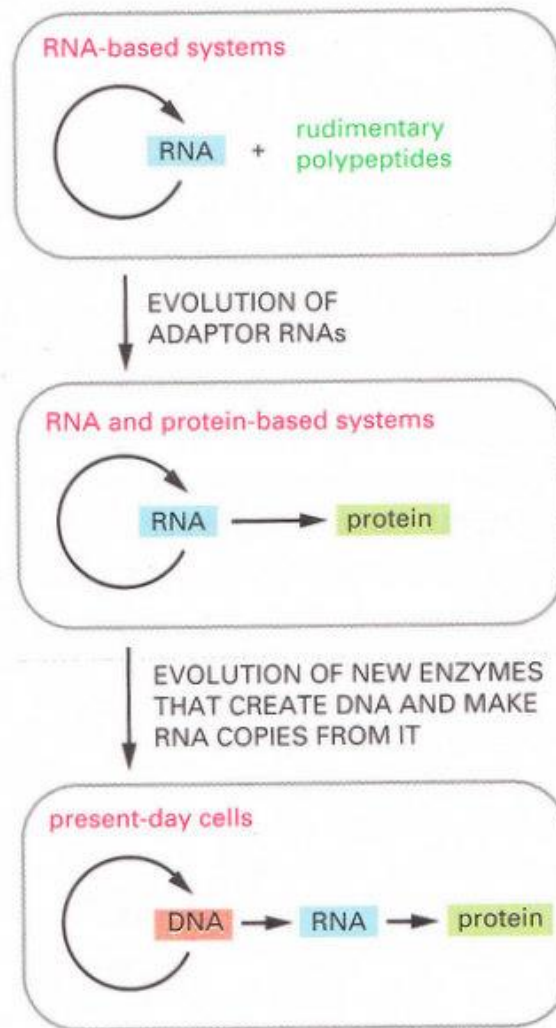 RNA-based systems
RNA + rudimentary
polypeptides
EVOLUTION OF
ADAPTOR RNAs
RNA and protein-based systems
RNA protein
EVOLUTION OF NEW ENZYMES
THAT CREATE DNA AND MAKE
RNA COPIES FROM IT
present-day cells
DNA RNA protein